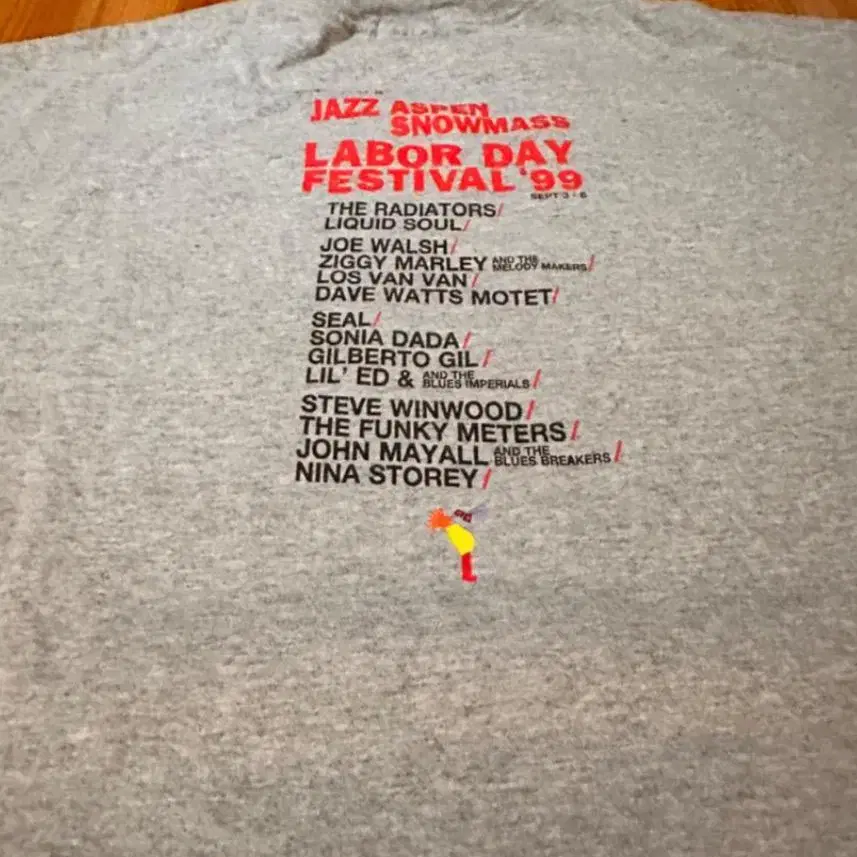 JAZZ ASPEN
SNOWMASS
LABOR DAY
FESTIVAL '99
SEPT 3 - 6
THE RADIATORS/
LIQUID SOUL/
JOE WALSH/
ZIGGY MARLEY AND THE MELODY MAKERS/
LOS VAN VAN/
DAVE WATTS MOTET/
SEAL/
SONIA DADA/
GILBERTO GIL/
LIL' ED & AND THE BLUES IMPERIALS/
STEVE WINWOOD/
THE FUNKY METERS/
JOHN MAYALL AND THE BLUES BREAKERS/
NINA STOREY/